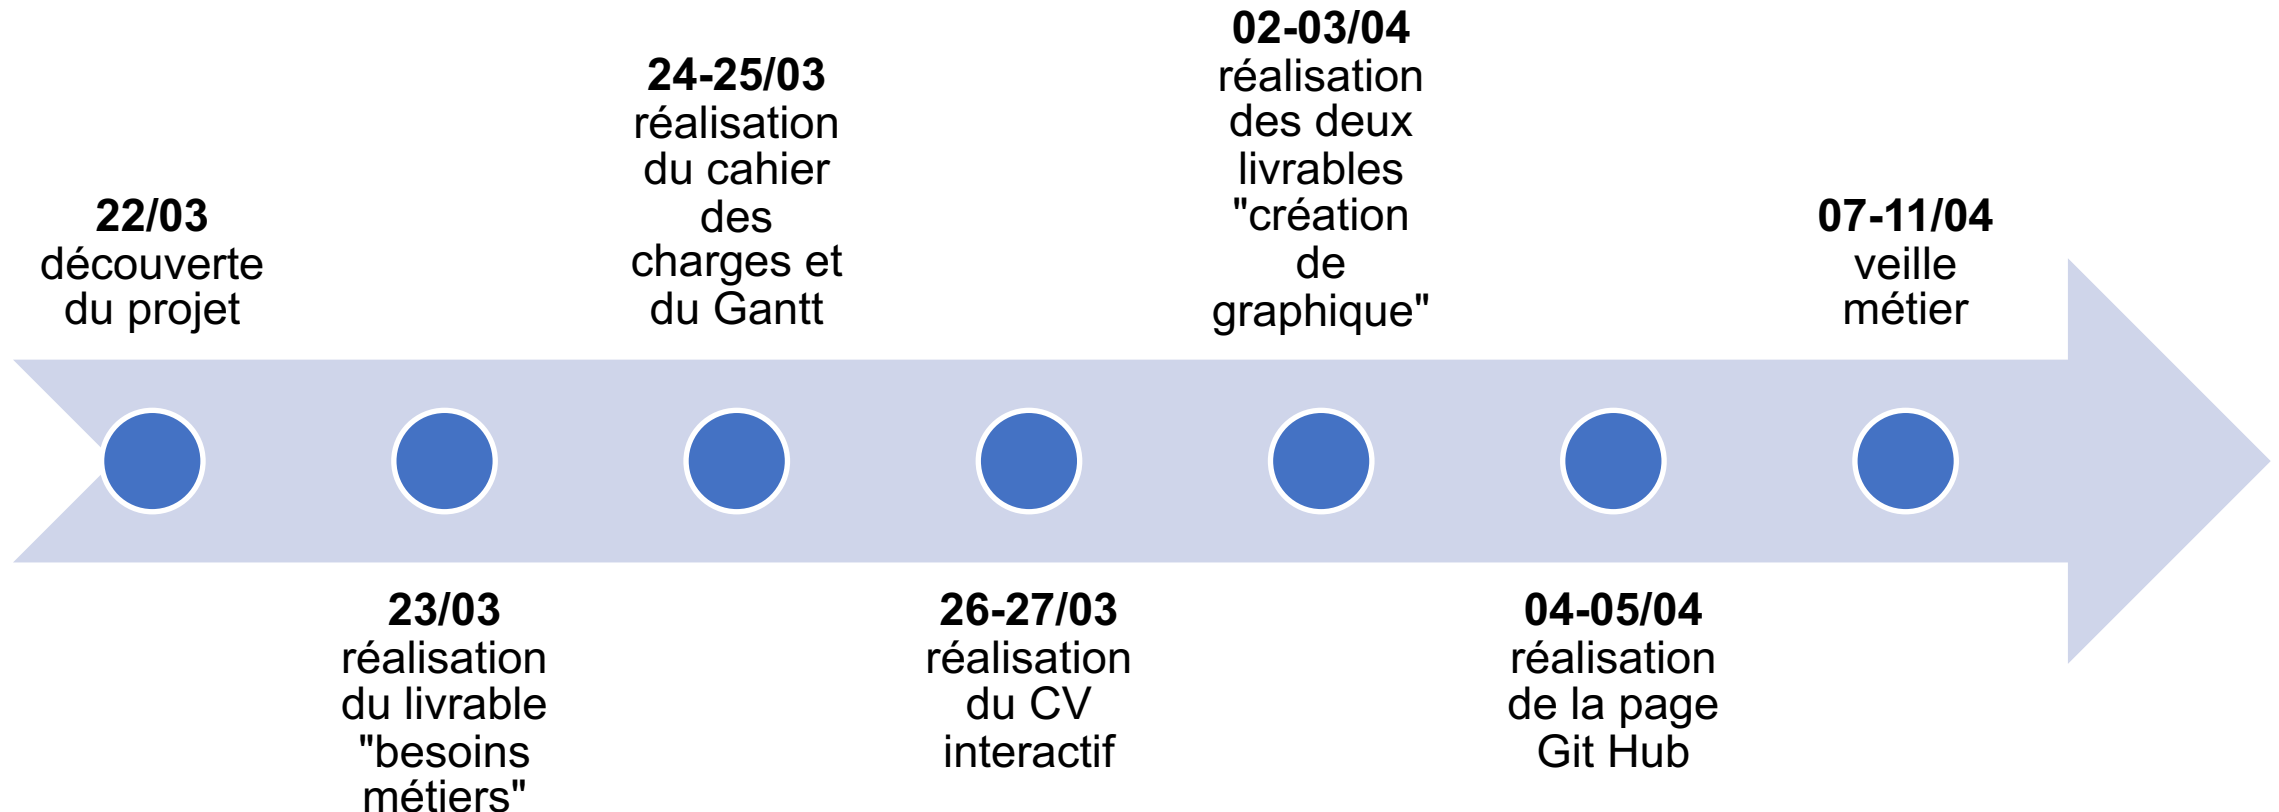 22/03
découverte
du projet
23/03
réalisation
du livrable
"besoins
métiers"
24-25/03
réalisation
du cahier
des
charges et
du Gantt
26-27/03
réalisation
du CV
interactif
02-03/04
réalisation
des deux
livrables
"création
de
graphique"
04-05/04
réalisation
de la page
Git Hub
07-11/04
veille
métier